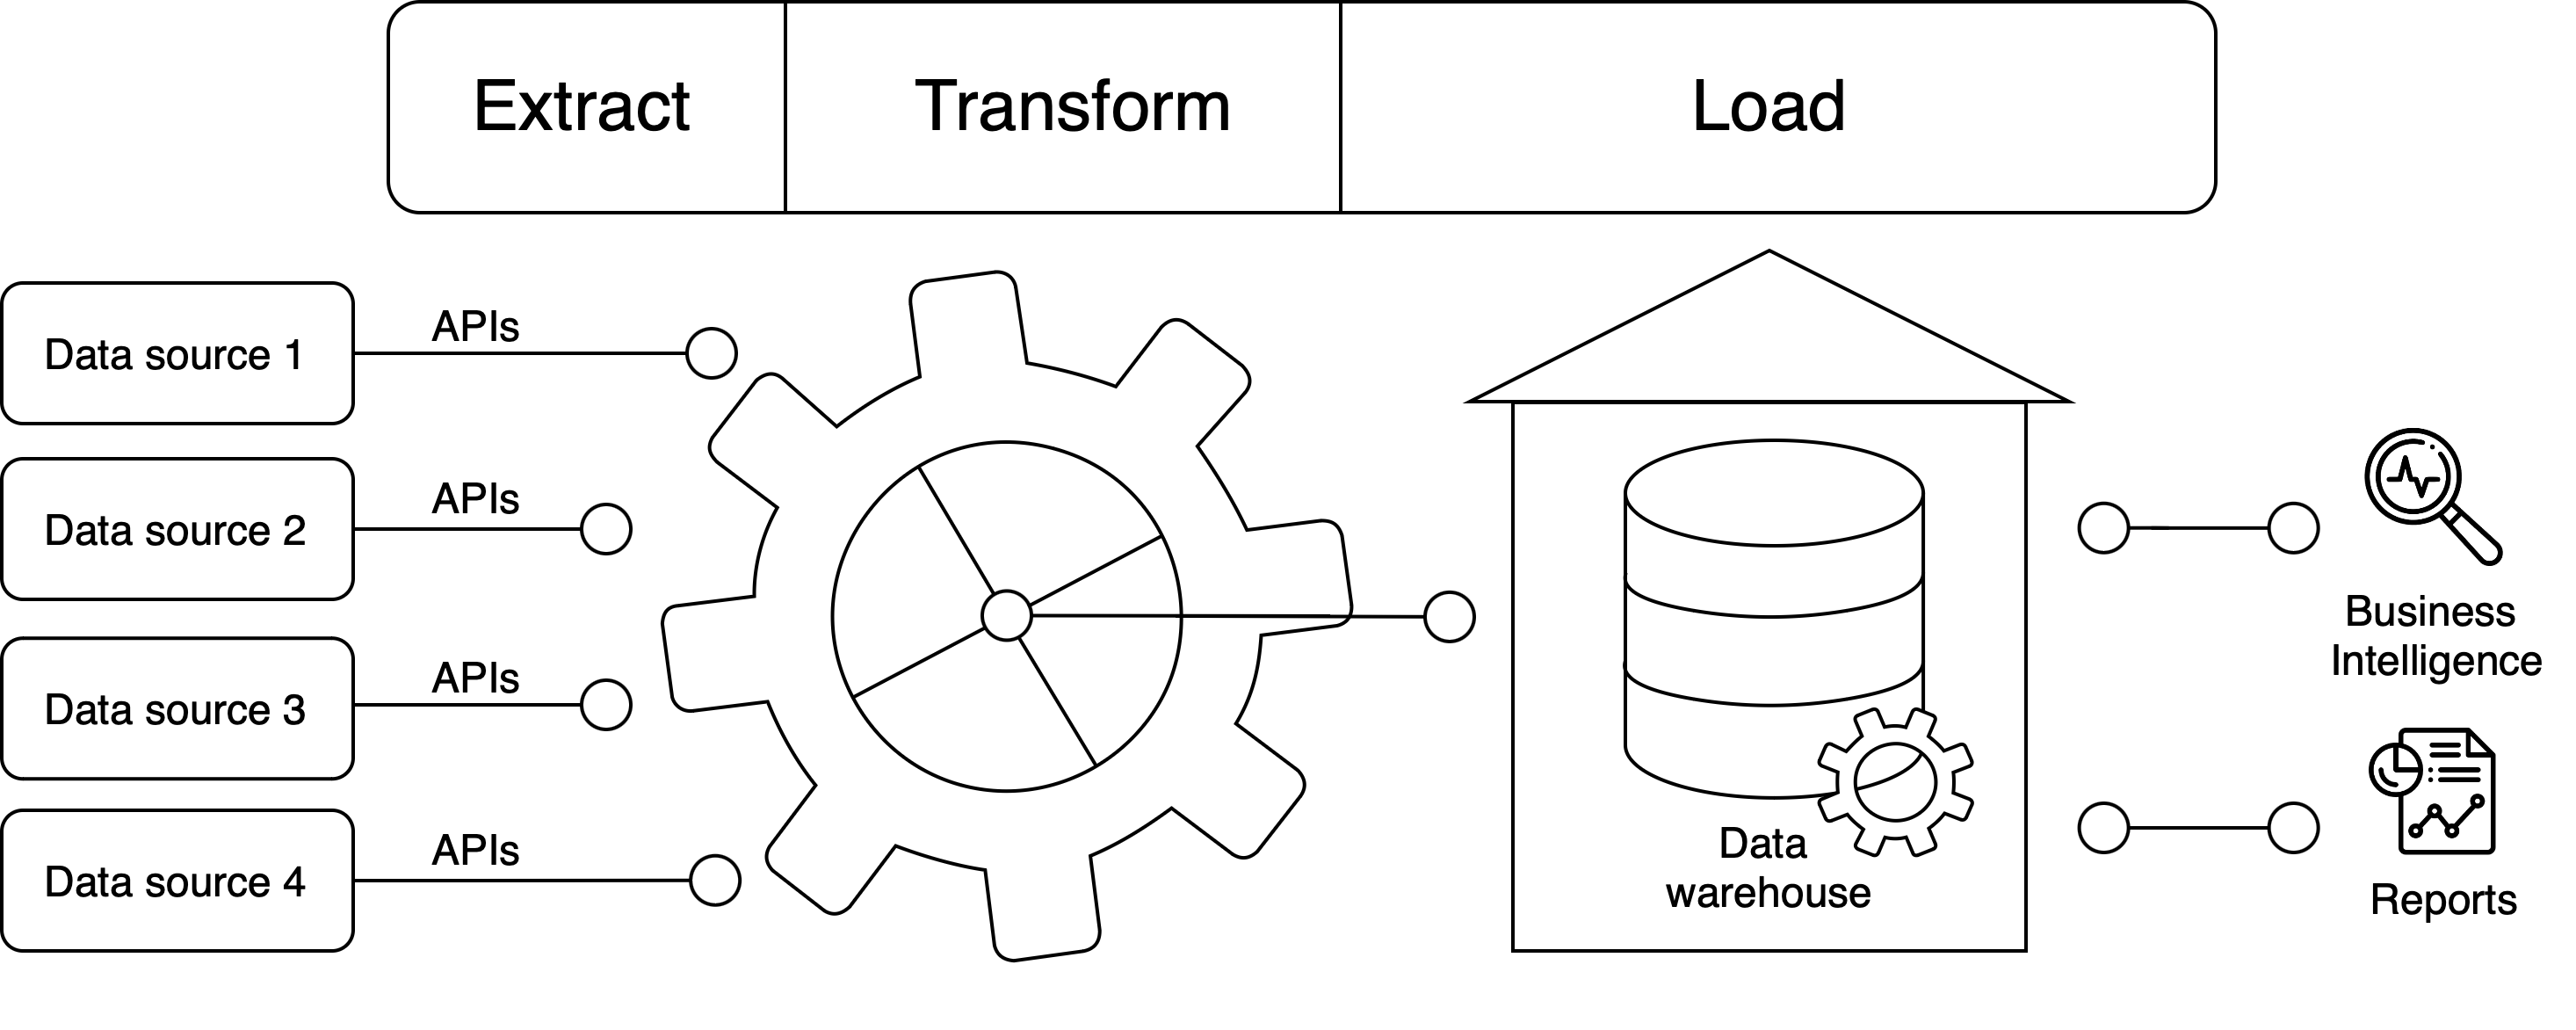 Extract
Transform
Load
Data source 1
APIs
Data source 2
APIs
Data source 3
APIs
Data source 4
APIs
Data
warehouse
Business
Intelligence
Reports